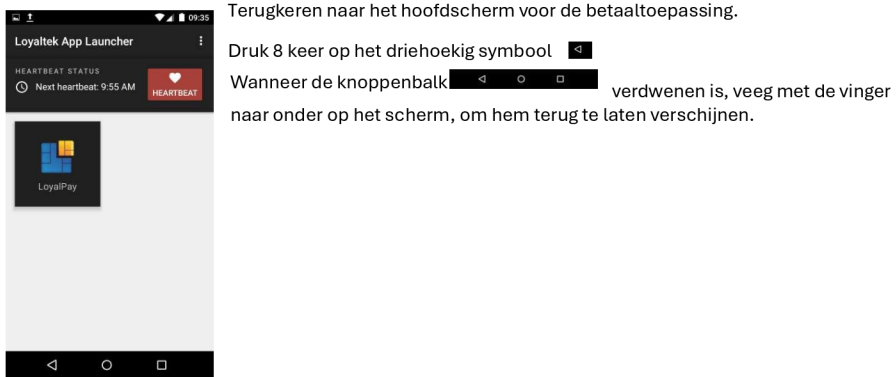 09:35
Loyaltek App Launcher
HEARTBEAT STATUS
Next heartbeat: 9:55 AM
HEARTBEAT
LoyalPay
Terugkeren naar het hoofdscherm voor de betaaltoepassing.
Druk 8 keer op het driehoekig symbool
Wanneer de knoppenbalk verdwenen is, veeg met de vinger
naar onder op het scherm, om hem terug te laten verschijnen.